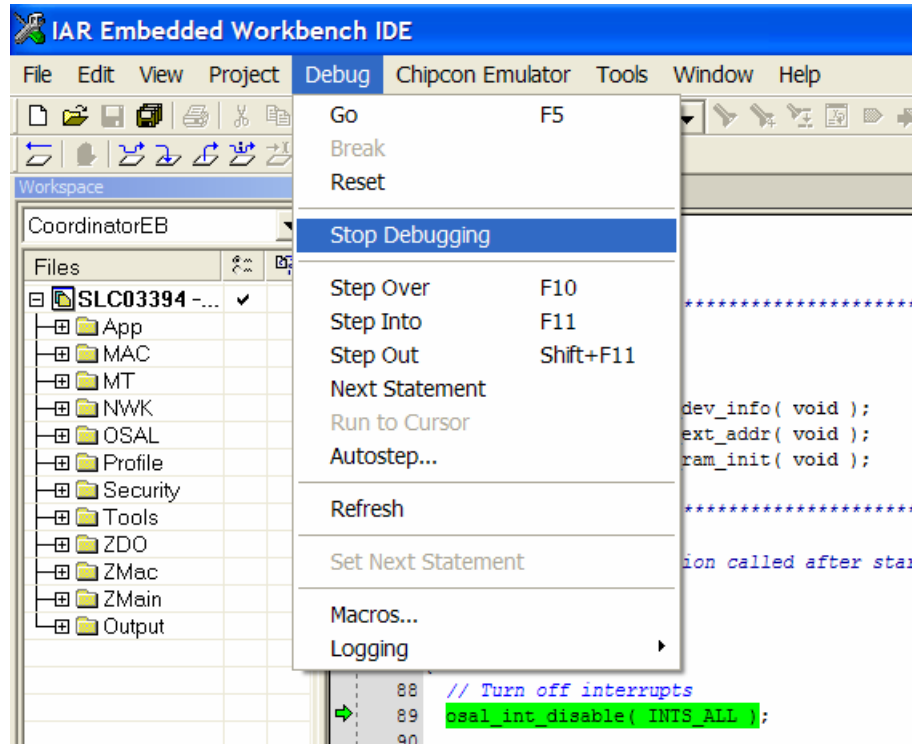 IAR Embedded Workbench IDE
File Edit View Project Debug Chipcon Emulator Tools Window Help
Workspace
CoordinatorEB
Files
SLC03394 -...
App
MAC
MT
NWK
OSAL
Profile
Security
Tools
ZDO
ZMac
ZMain
Output
Go F5
Break
Reset
Stop Debugging
Step Over F10
Step Into F11
Step Out Shift+F11
Next Statement
Run to Cursor
Autostep...
Refresh
Set Next Statement
Macros...
Logging
*********************
dev_info( void );
ext_addr( void );
ram_init( void );
*********************
ion called after star
88 // Turn off interrupts
89 osal_int_disable( INTS_ALL );
90